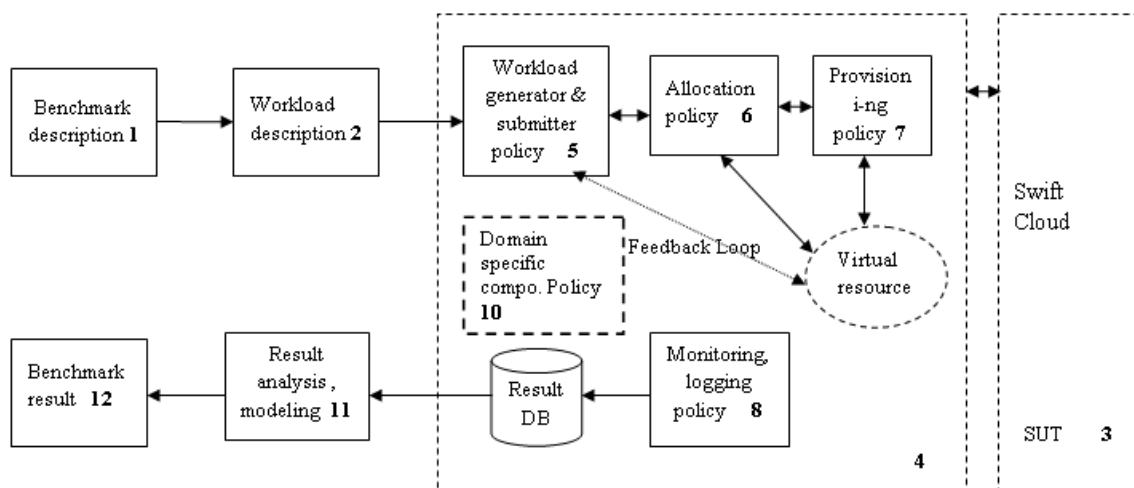 Benchmark
description 1
Workload
description 2
Workload
generator &
submitter
policy 5
Allocation
policy 6
Provision
i-ng
policy 7
Swift
Cloud
Domain
specific
compo. Policy
10
Feedback Loop
Virtual
resource
Benchmark
result 12
Result
analysis ,
modeling 11
Result
DB
Monitoring,
logging
policy 8
SUT 3
4